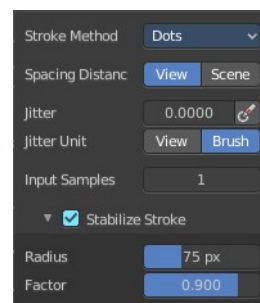 Stroke Method Dots
Spacing Distanc View Scene
Jitter 0.0000
Jitter Unit View Brush
Input Samples 1
Stabilize Stroke
Radius 75 px
Factor 0.900